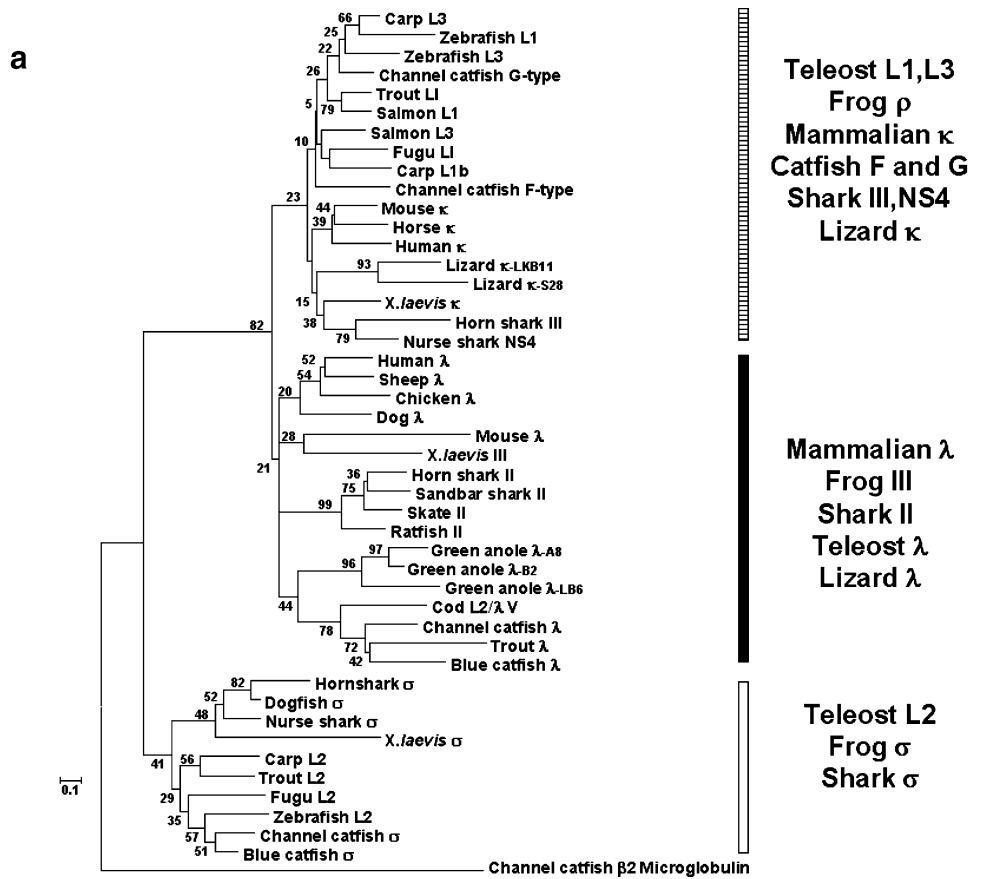 a
66
Carp L3
25
Zebrafish L1
22
Zebrafish L3
26
Channel catfish G-type
5
Trout LI
79
Salmon L1
Salmon L3
10
Fugu LI
Carp L1b
Channel catfish F-type
23
44
Mouse κ
39
Horse κ
Human κ
93
Lizard κ-LKB11
Lizard κ-S28
15
X.laevis κ
38
Horn shark III
79
Nurse shark NS4
82
52
Human λ
54
Sheep λ
20
Chicken λ
Dog λ
28
Mouse λ
X.laevis III
21
36
Horn shark II
75
Sandbar shark II
99
Skate II
Ratfish II
97
Green anole λ-A8
96
Green anole λ-B2
Green anole λ-LB6
44
Cod L2/λ V
78
Channel catfish λ
72
Trout λ
42
Blue catfish λ
82
Hornshark σ
52
Dogfish σ
48
Nurse shark σ
X.laevis σ
41
56
Carp L2
Trout L2
29
Fugu L2
35
Zebrafish L2
57
Channel catfish σ
51
Blue catfish σ
Channel catfish β2 Microglobulin
0.1
Teleost L1,L3
Frog ρ
Mammalian κ
Catfish F and G
Shark III,NS4
Lizard κ
Mammalian λ
Frog III
Shark II
Teleost λ
Lizard λ
Teleost L2
Frog σ
Shark σ